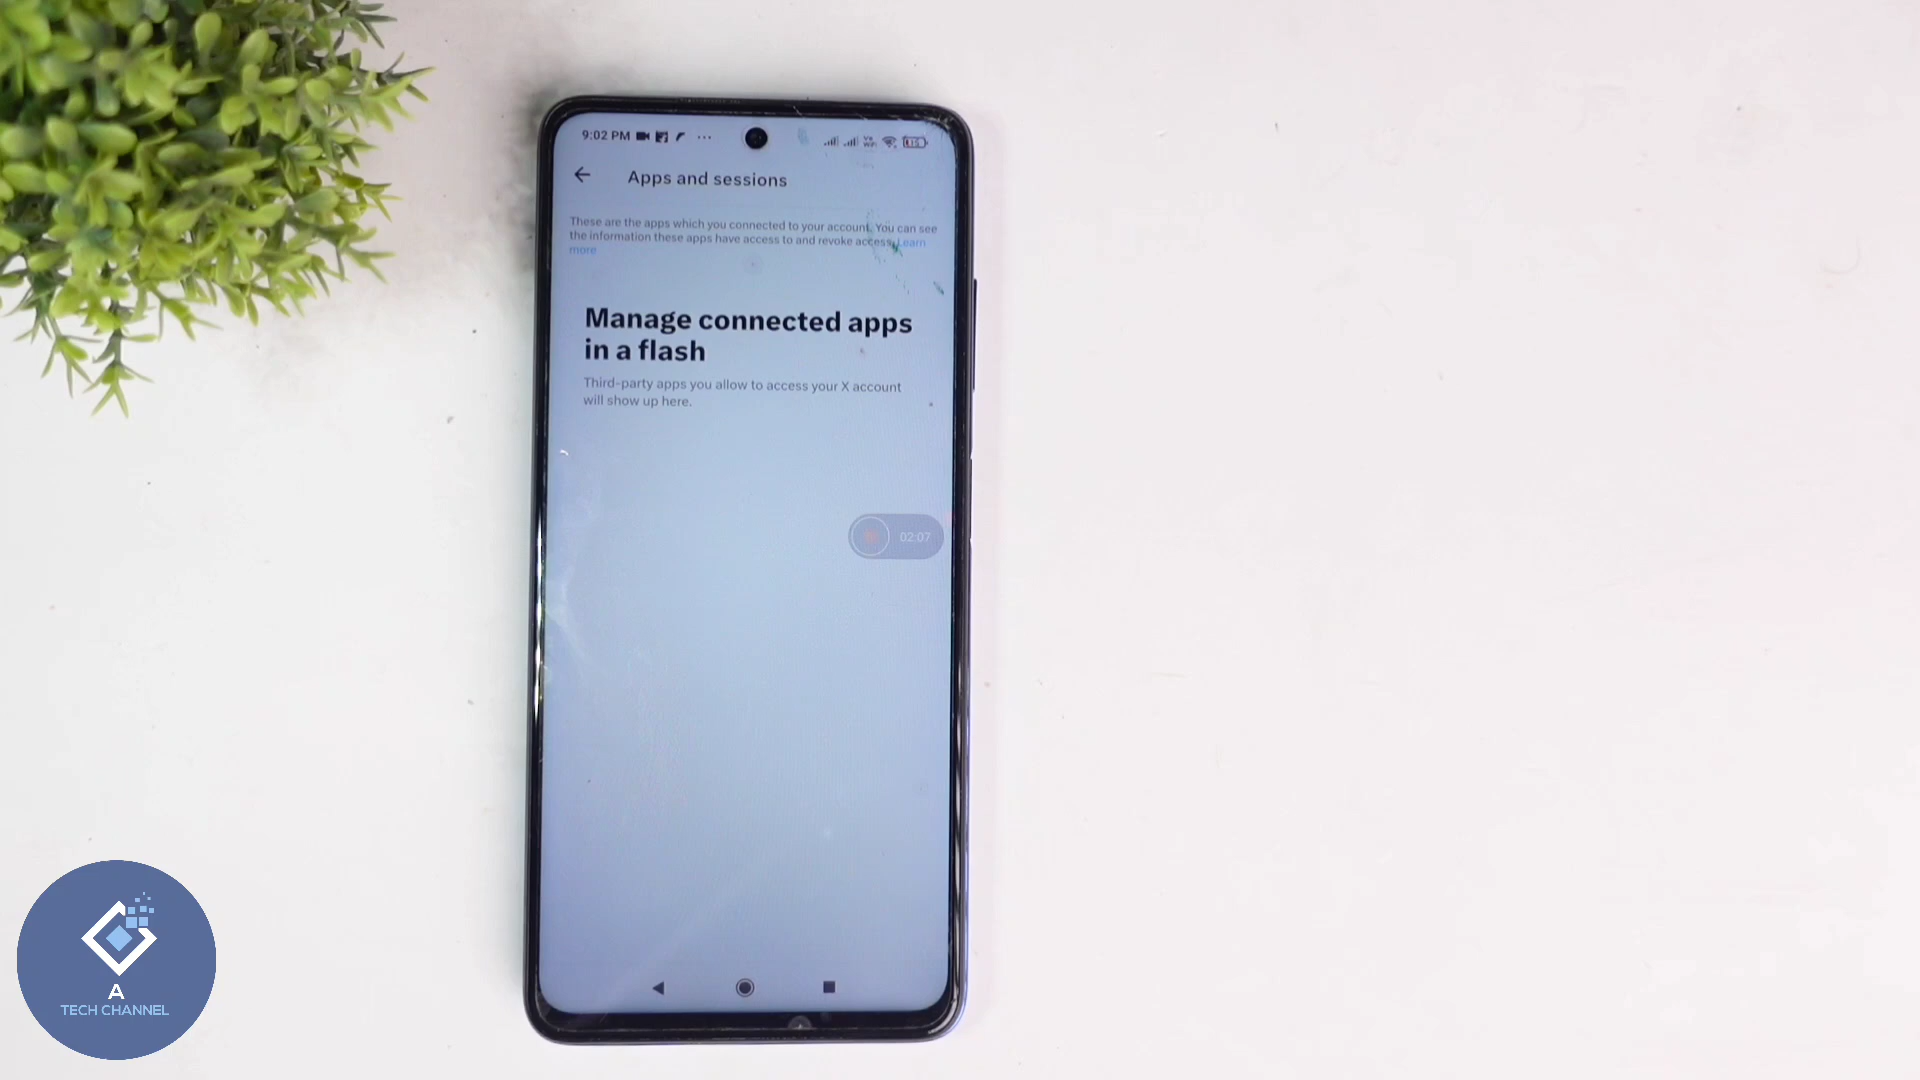 9:02 PM
Apps and sessions
These are the apps which you connected to your account. You can see
the information these apps have access to and revoke access. Learn
more
Manage connected apps
in a flash
Third-party apps you allow to access your X account
will show up here.
02:07
A
TECH CHANNEL